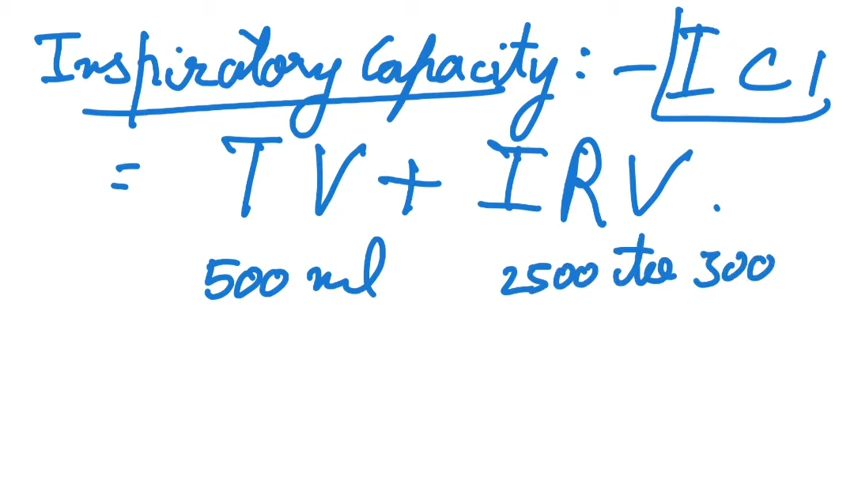 Inspiratory Capacity: - IC
= TV + IRV.
500 ml 2500 to 300